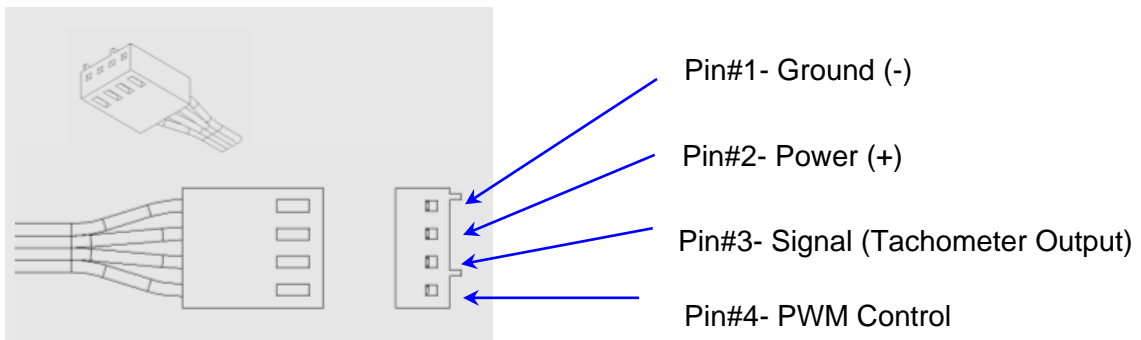 Pin#1- Ground (-)
Pin#2- Power (+)
Pin#3- Signal (Tachometer Output)
Pin#4- PWM Control